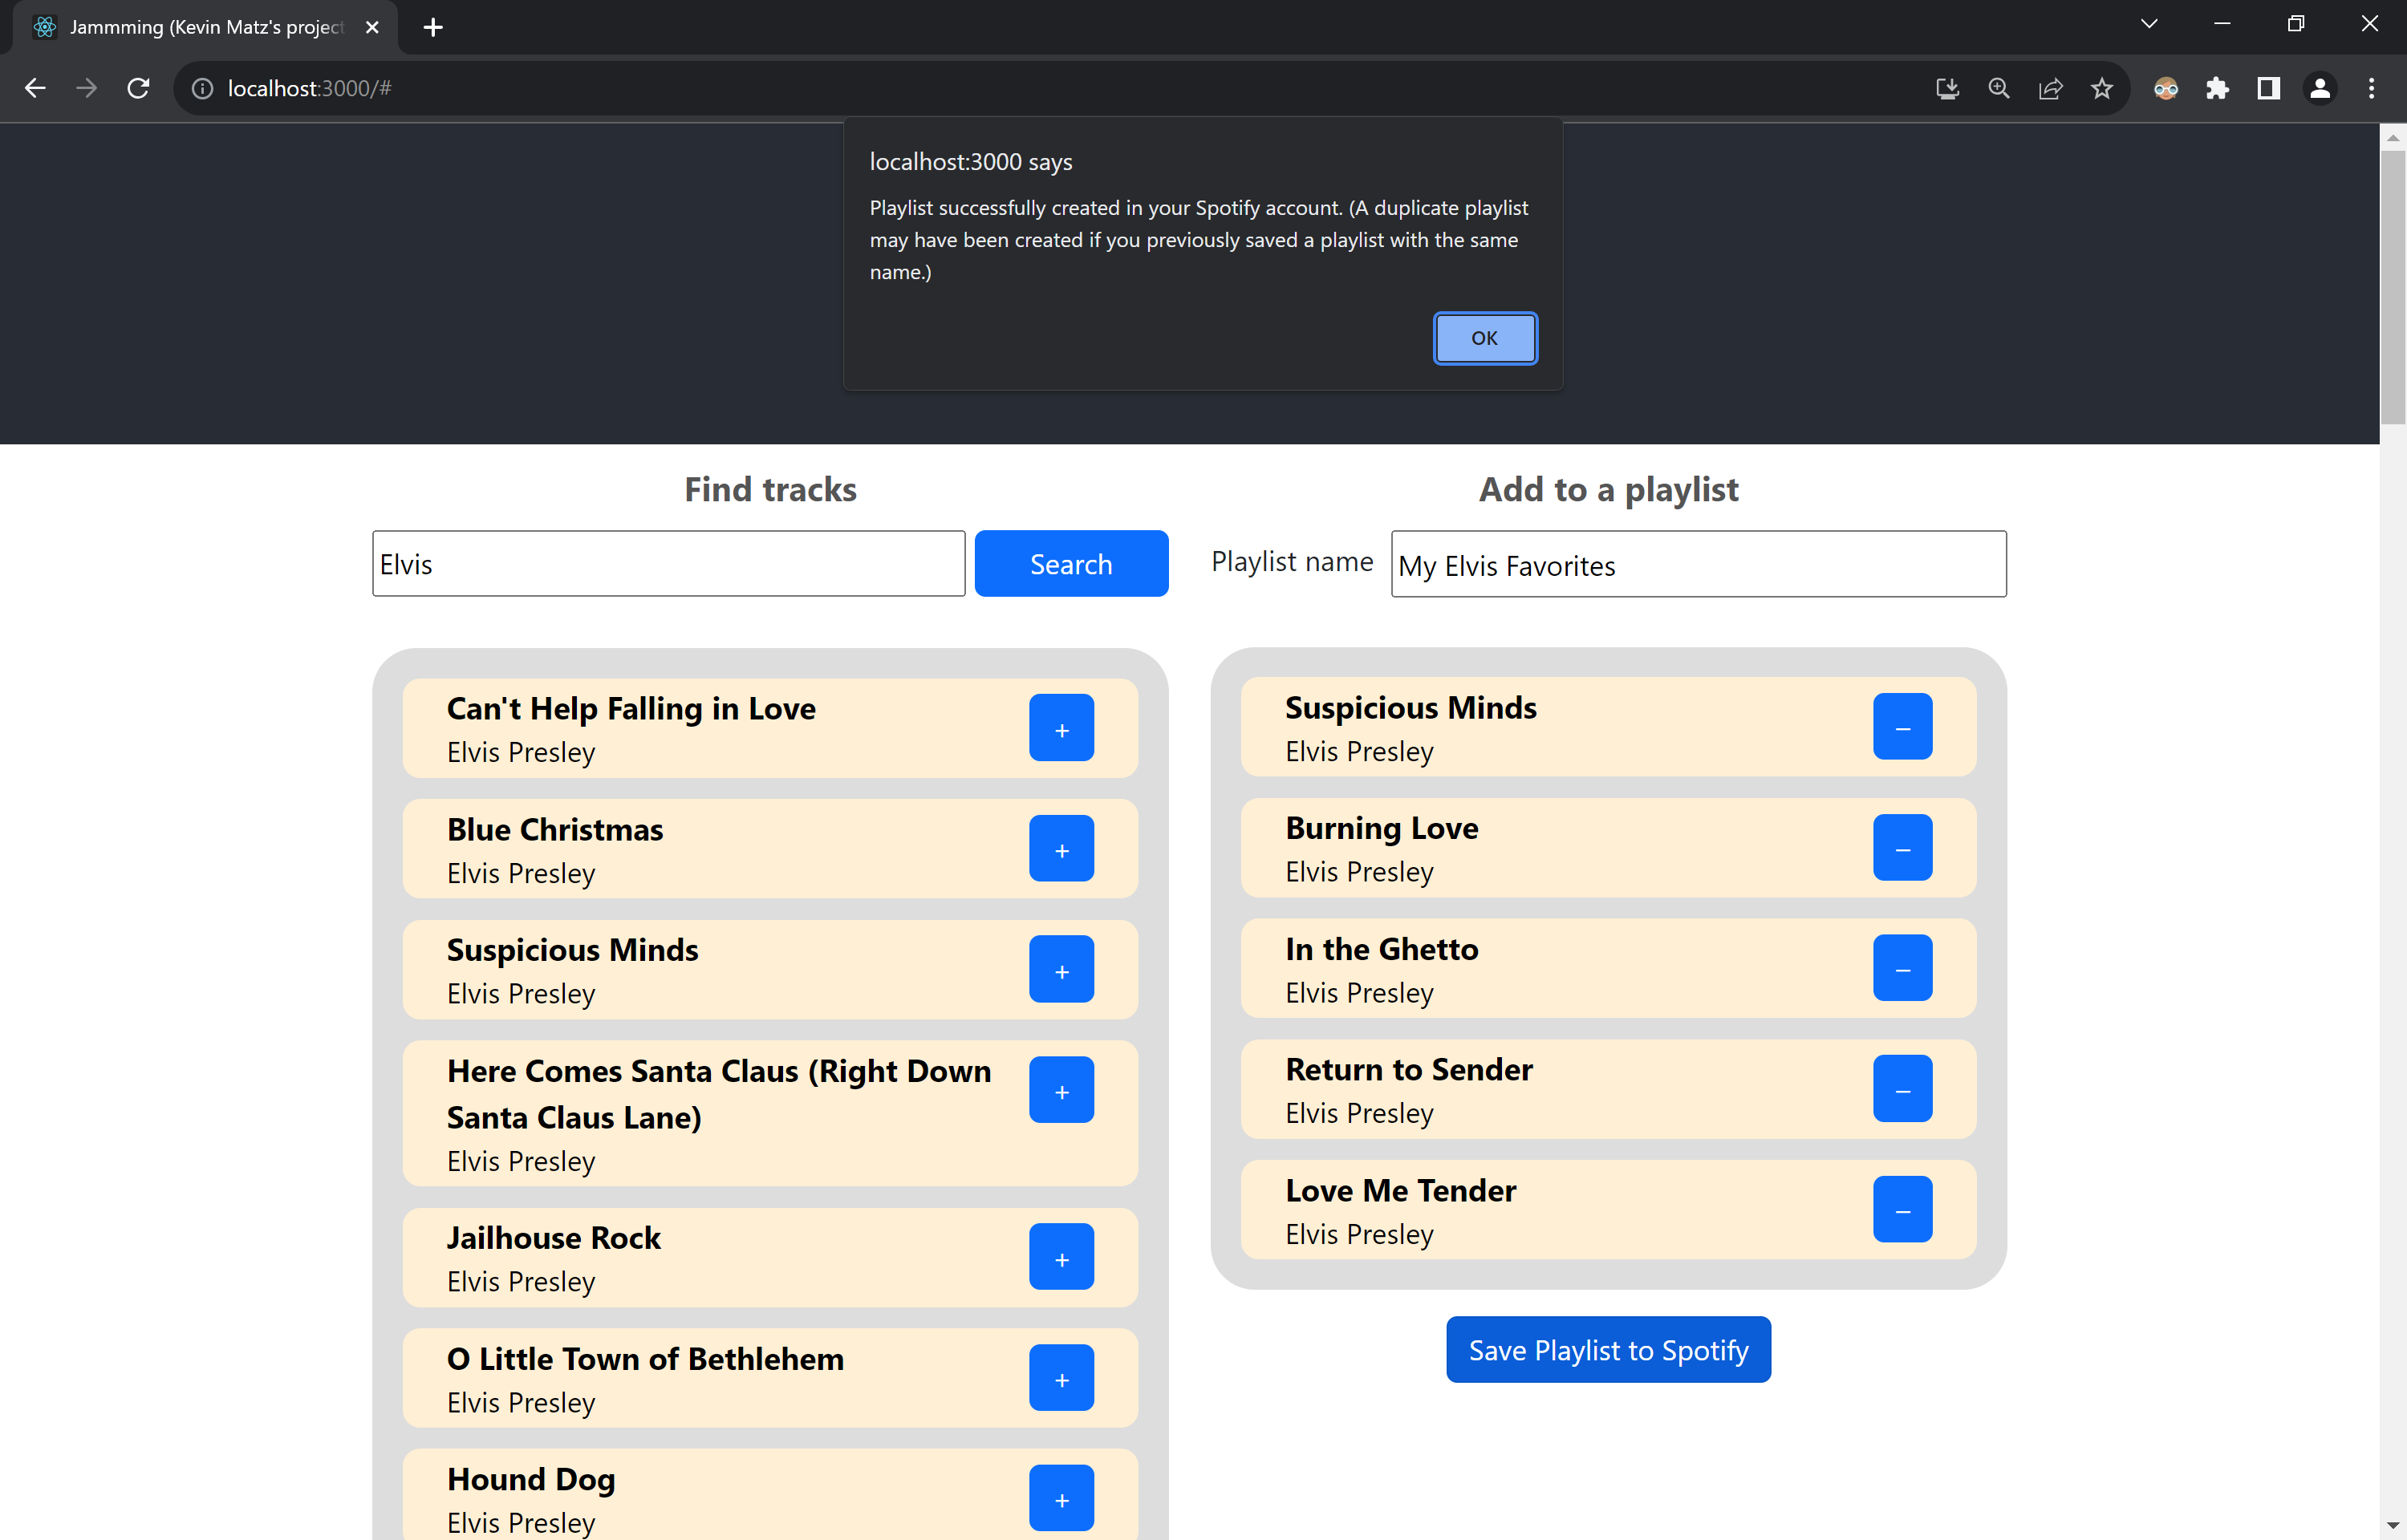 Jammming (Kevin Matz's project
localhost:3000/#
localhost:3000 says
Playlist successfully created in your Spotify account. (A duplicate playlist
may have been created if you previously saved a playlist with the same
name.)
OK
Find tracks
Elvis
Search
Can't Help Falling in Love
Elvis Presley
+
Blue Christmas
Elvis Presley
+
Suspicious Minds
Elvis Presley
+
Here Comes Santa Claus (Right Down
Santa Claus Lane)
Elvis Presley
+
Jailhouse Rock
Elvis Presley
+
O Little Town of Bethlehem
Elvis Presley
+
Hound Dog
Elvis Presley
+
Add to a playlist
Playlist name
My Elvis Favorites
Suspicious Minds
Elvis Presley
–
Burning Love
Elvis Presley
–
In the Ghetto
Elvis Presley
–
Return to Sender
Elvis Presley
–
Love Me Tender
Elvis Presley
–
Save Playlist to Spotify